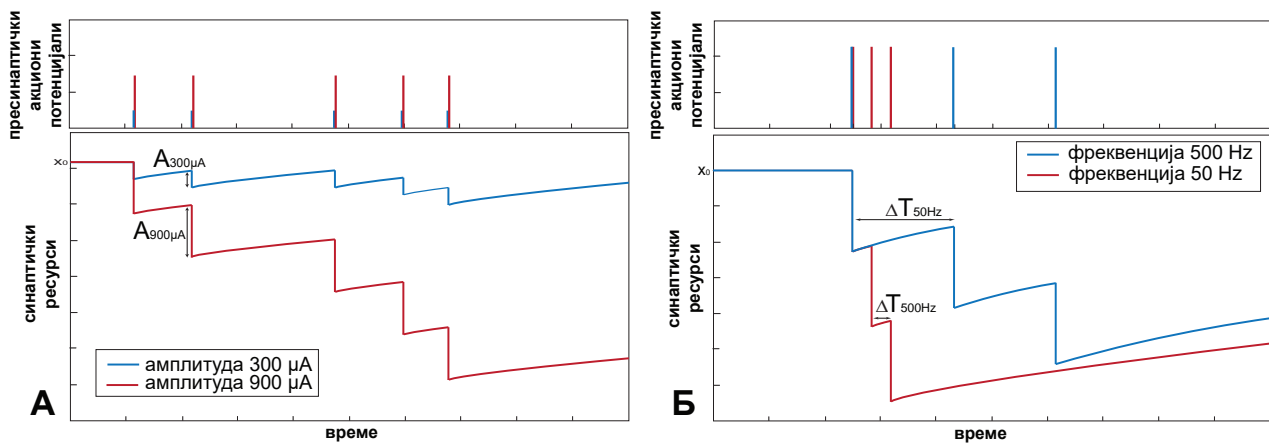 пресинаптички
акциони
потенцијали
x₀
A300μA
A900μA
синаптички
ресурси
амплитуда 300 μA
амплитуда 900 μA
А
време
пресинаптички
акциони
потенцијали
x₀
фреквенција 500 Hz
фреквенција 50 Hz
ΔT50Hz
ΔT500Hz
синаптички
ресурси
Б
време